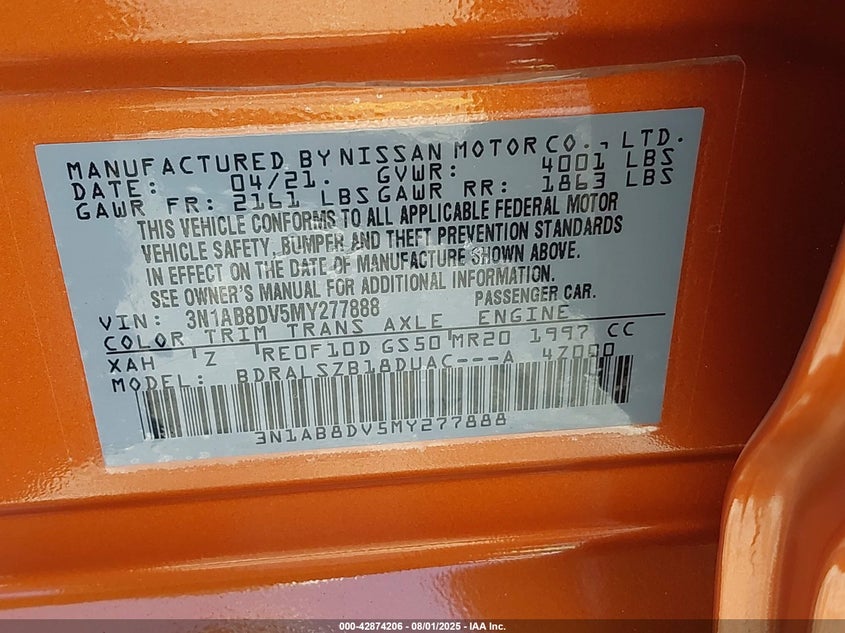 MANUFACTURED BY NISSAN MOTOR CO., LTD.
DATE: 04/21. GVWR: 4001 LBS
GAWR FR: 2161 LBS GAWR RR: 1863 LBS
THIS VEHICLE CONFORMS TO ALL APPLICABLE FEDERAL MOTOR
VEHICLE SAFETY, BUMPER AND THEFT PREVENTION STANDARDS
IN EFFECT ON THE DATE OF MANUFACTURE SHOWN ABOVE.
SEE OWNER'S MANUAL FOR ADDITIONAL INFORMATION.
VIN: 3N1AB8DV5MY277888 PASSENGER CAR.
COLOR TRIM TRANS AXLE ENGINE
XAH Z RE0F10D GS50 MR20 1997 CC
MODEL: BDRALSZB18DUAC---A 47000
3N1AB8DV5MY277888
000-42874206 - 08/01/2025 - IAA Inc.